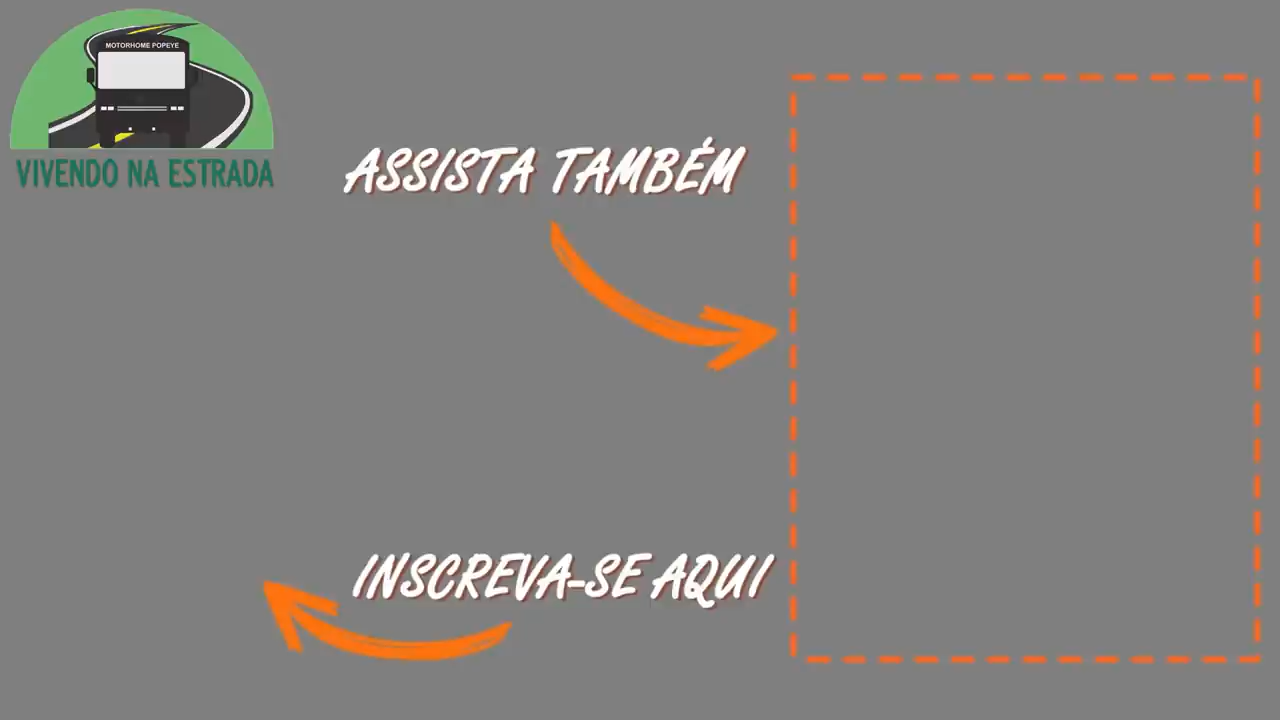 MOTORHOME POPEYE
VIVENDO NA ESTRADA
ASSISTA TAMBÉM
INSCREVA-SE AQUI